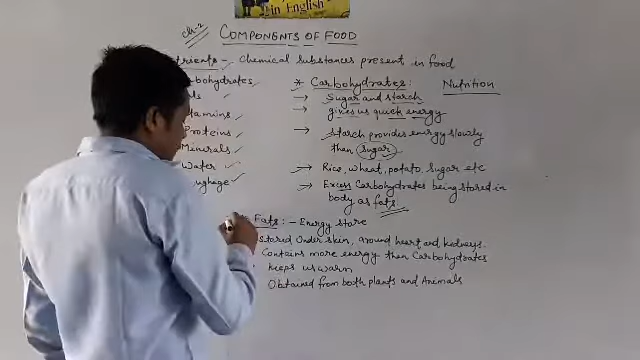 in English
Ch-2
COMPONENTS OF FOOD
trients - Chemical substances present in food
bohydrates
ts
tamins
Proteins
Minerals
Water
ughage
* Carbohydrates:
Nutrition
→ Sugar and starch
→ gives us quick energy
→ Starch provides energy slowly
then sugar
→ Rice, wheat, potato, sugar etc
→ Excess Carbohydrates being stored in
body as fats.
Fats :- Energy store
Stored Under skin, around heart and kidneys.
Contains more energy then Carbohydrates
Keeps us warm
Obtained from both plants and Animals